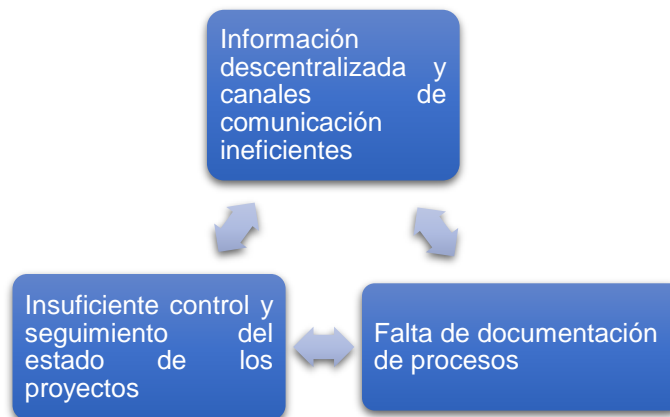 Información
descentralizada y
canales de
comunicación
ineficientes
Insuficiente control y
seguimiento del
estado de los
proyectos
Falta de documentación
de procesos